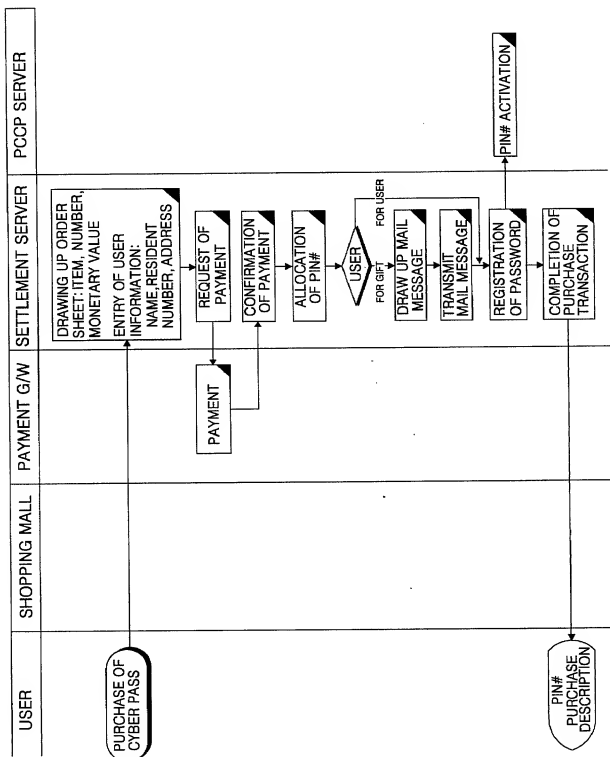 USER
SHOPPING MALL
PAYMENT G/W
SETTLEMENT SERVER
PCCP SERVER
PURCHASE OF
CYBER PASS
DRAWING UP ORDER
SHEET: ITEM, NUMBER,
MONETARY VALUE
ENTRY OF USER
INFORMATION:
NAME,RESIDENT
NUMBER, ADDRESS
REQUEST OF
PAYMENT
PAYMENT
CONFIRMATION
OF PAYMENT
ALLOCATION
OF PIN#
USER
FOR GIFT
FOR USER
DRAW UP MAIL
MESSAGE
TRANSMIT
MAIL MESSAGE
REGISTRATION
OF PASSWORD
PIN# ACTIVATION
COMPLETION OF
PURCHASE
TRANSACTION
PIN#
PURCHASE
DESCRIPTION